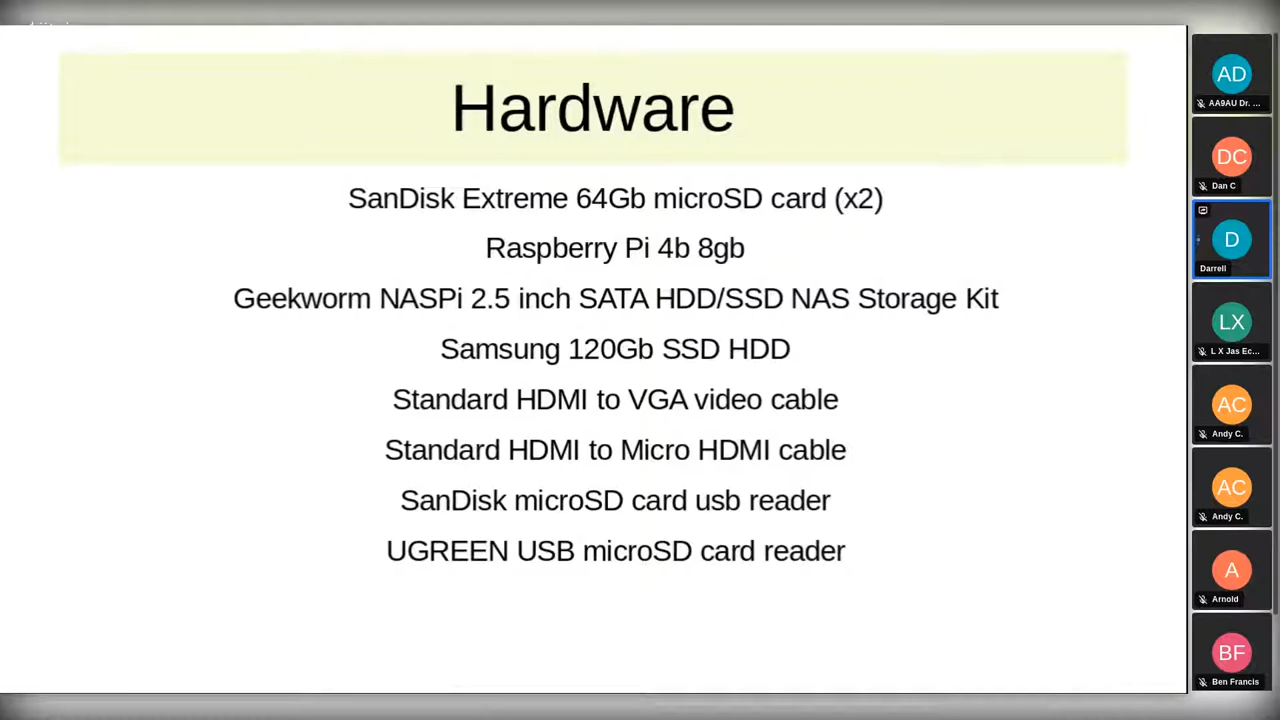 Hardware
SanDisk Extreme 64Gb microSD card (x2)
Raspberry Pi 4b 8gb
Geekworm NASPi 2.5 inch SATA HDD/SSD NAS Storage Kit
Samsung 120Gb SSD HDD
Standard HDMI to VGA video cable
Standard HDMI to Micro HDMI cable
SanDisk microSD card usb reader
UGREEN USB microSD card reader
AD
AA9AU Dr. ...
DC
Dan C
D
Darrell
LX
L X Jas Ec...
AC
Andy C.
AC
Andy C.
A
Arnold
BF
Ben Francis